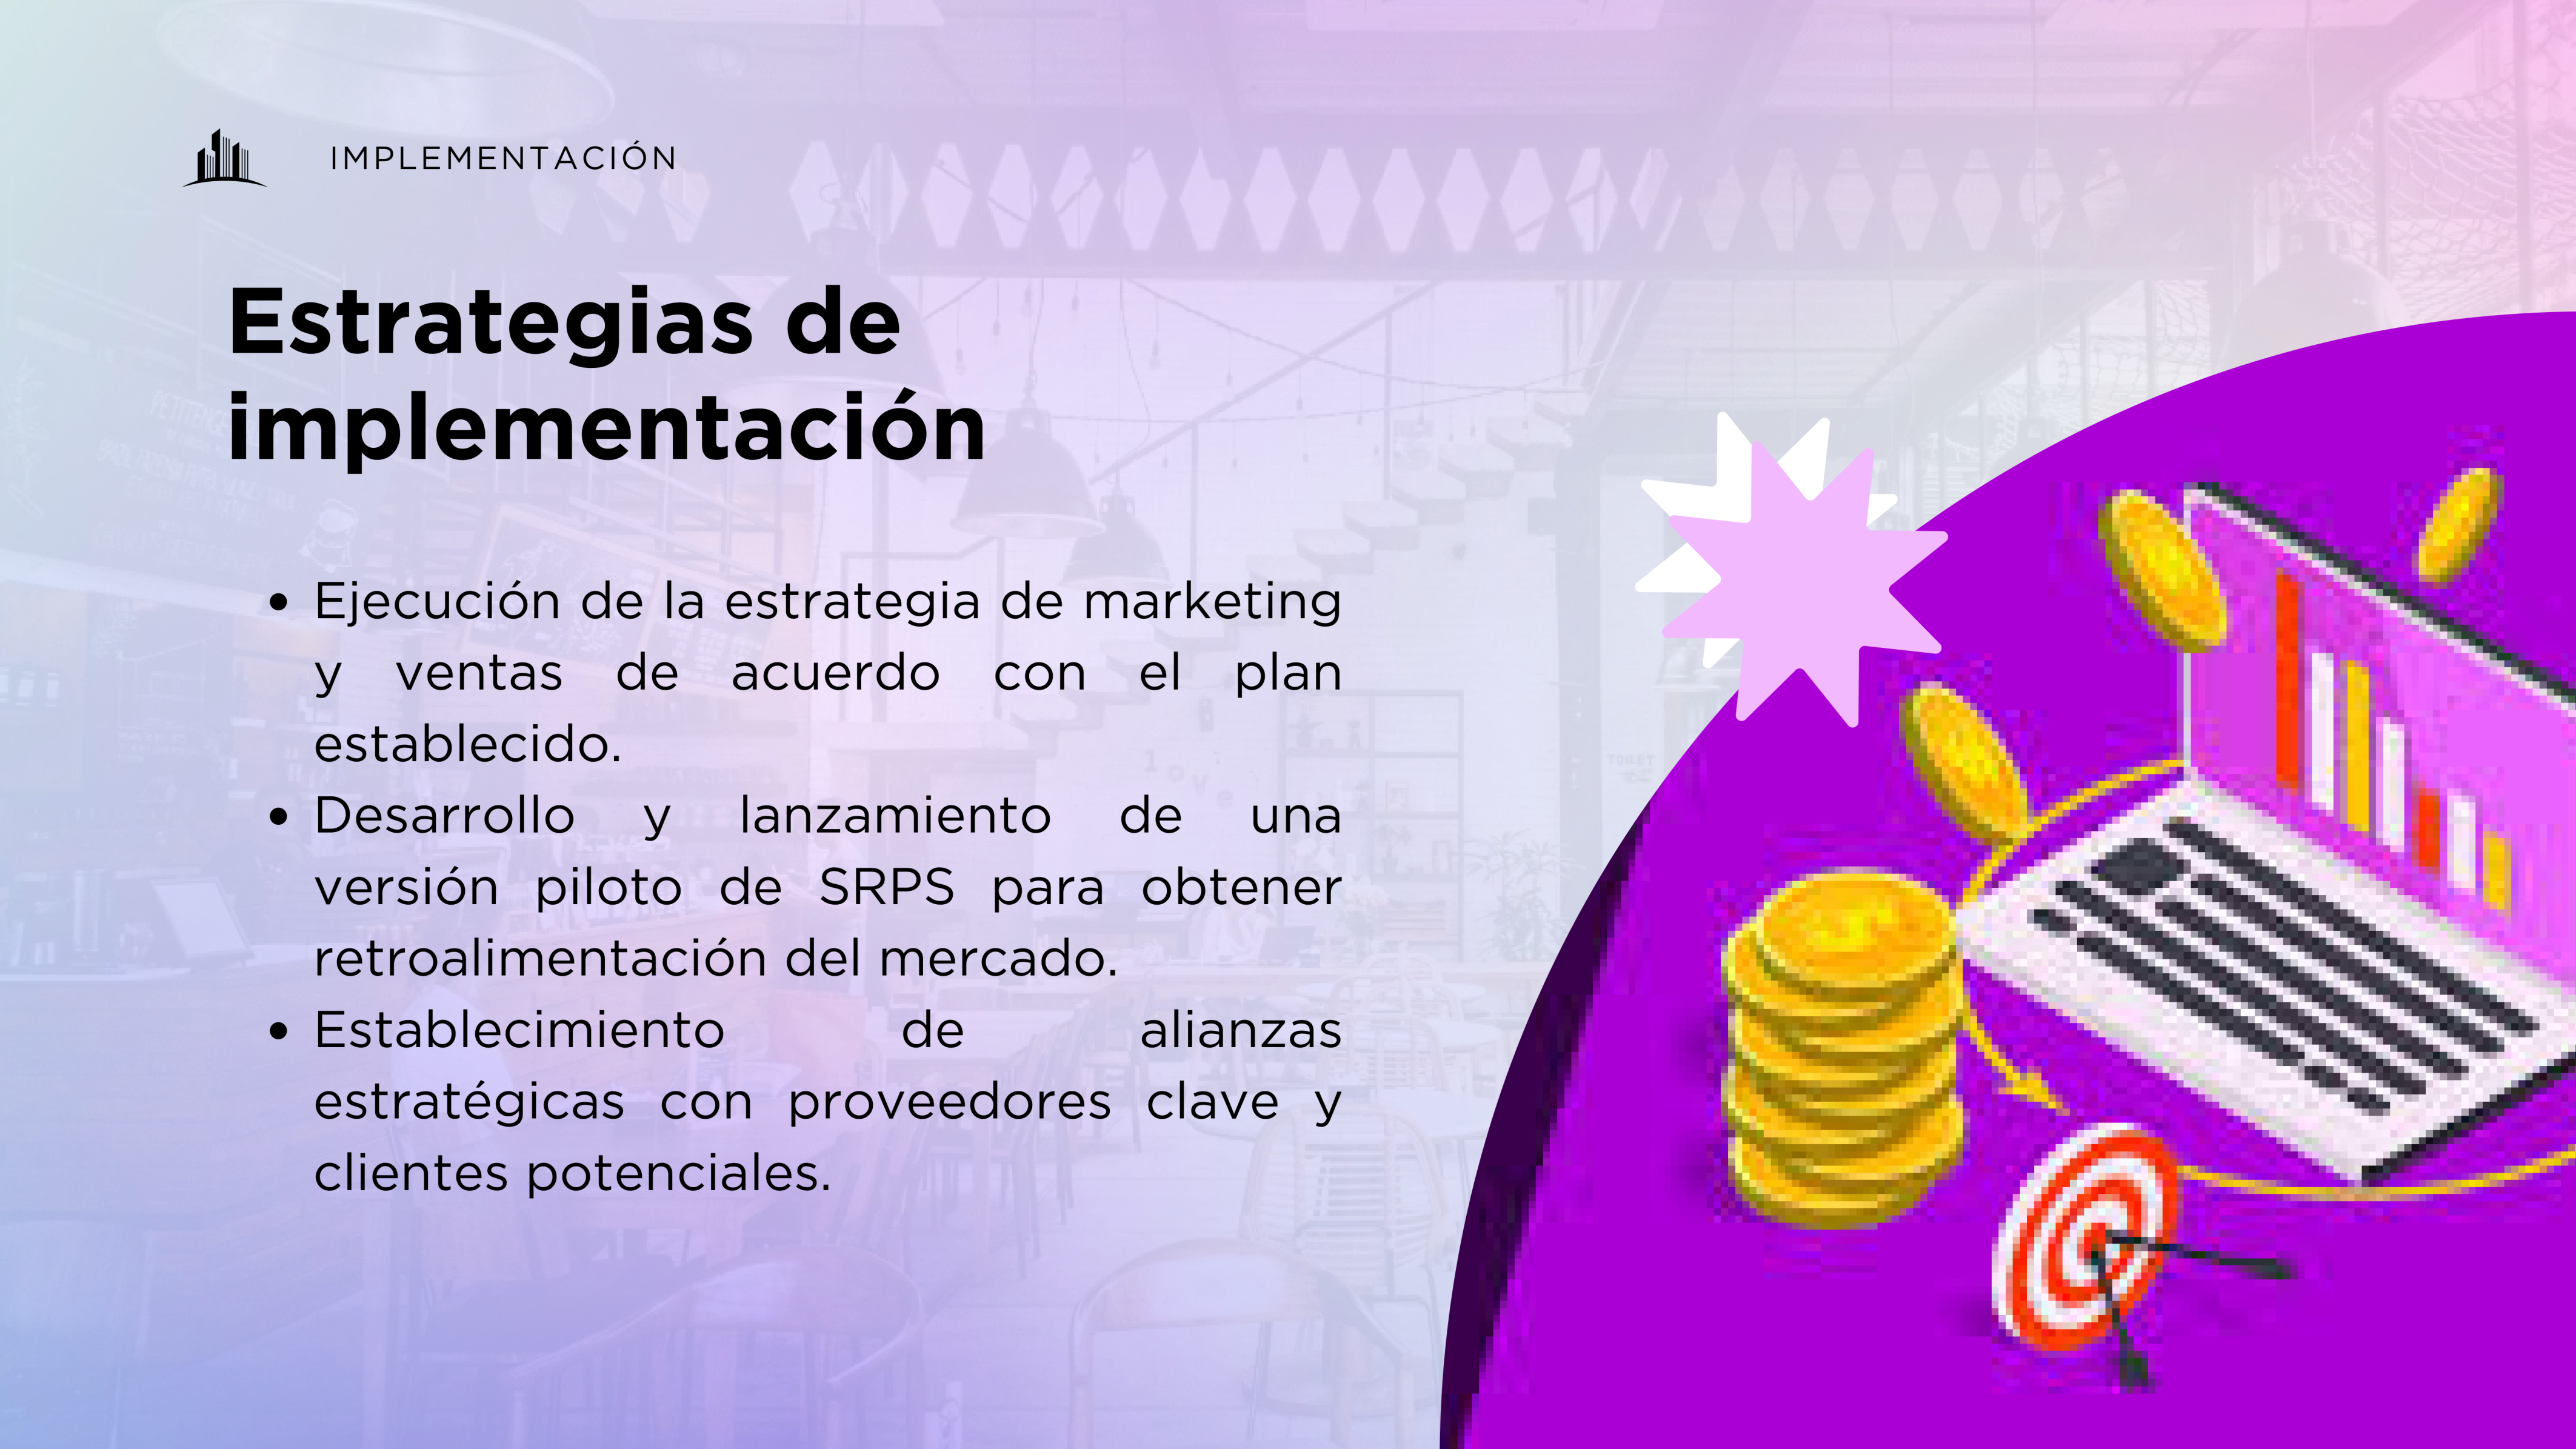 IMPLEMENTACIÓN
Estrategias de
implementación
• Ejecución de la estrategia de marketing
y ventas de acuerdo con el plan
establecido.
• Desarrollo y lanzamiento de una
versión piloto de SRPS para obtener
retroalimentación del mercado.
• Establecimiento de alianzas
estratégicas con proveedores clave y
clientes potenciales.
TOILET
love